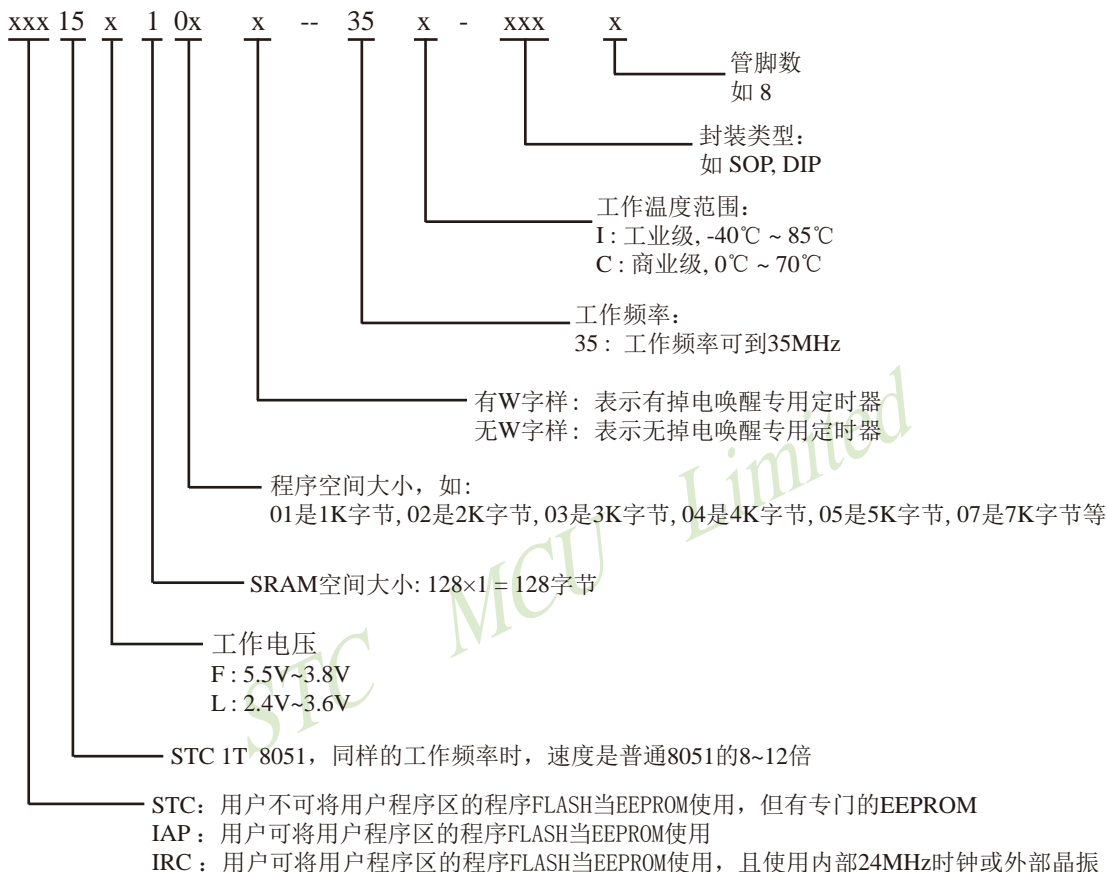 xxx 15 x 1 0x x -- 35 x - xxx x
管脚数
如 8
封装类型：
如 SOP, DIP
工作温度范围：
I : 工业级, -40℃ ~ 85℃
C : 商业级, 0℃ ~ 70℃
工作频率：
35 : 工作频率可到35MHz
有W字样： 表示有掉电唤醒专用定时器
无W字样： 表示无掉电唤醒专用定时器
程序空间大小，如:
01是1K字节, 02是2K字节, 03是3K字节, 04是4K字节, 05是5K字节, 07是7K字节等
SRAM空间大小: 128×1 = 128字节
工作电压
F : 5.5V~3.8V
L : 2.4V~3.6V
STC 1T 8051，同样的工作频率时，速度是普通8051的8~12倍
STC： 用户不可将用户程序区的程序FLASH当EEPROM使用，但有专门的EEPROM
IAP： 用户可将用户程序区的程序FLASH当EEPROM使用
IRC： 用户可将用户程序区的程序FLASH当EEPROM使用，且使用内部24MHz时钟或外部晶振
STC MCU Limited